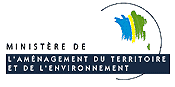 MINISTÈRE DE
L'AMÉNAGEMENT DU TERRITOIRE
ET DE L'ENVIRONNEMENT